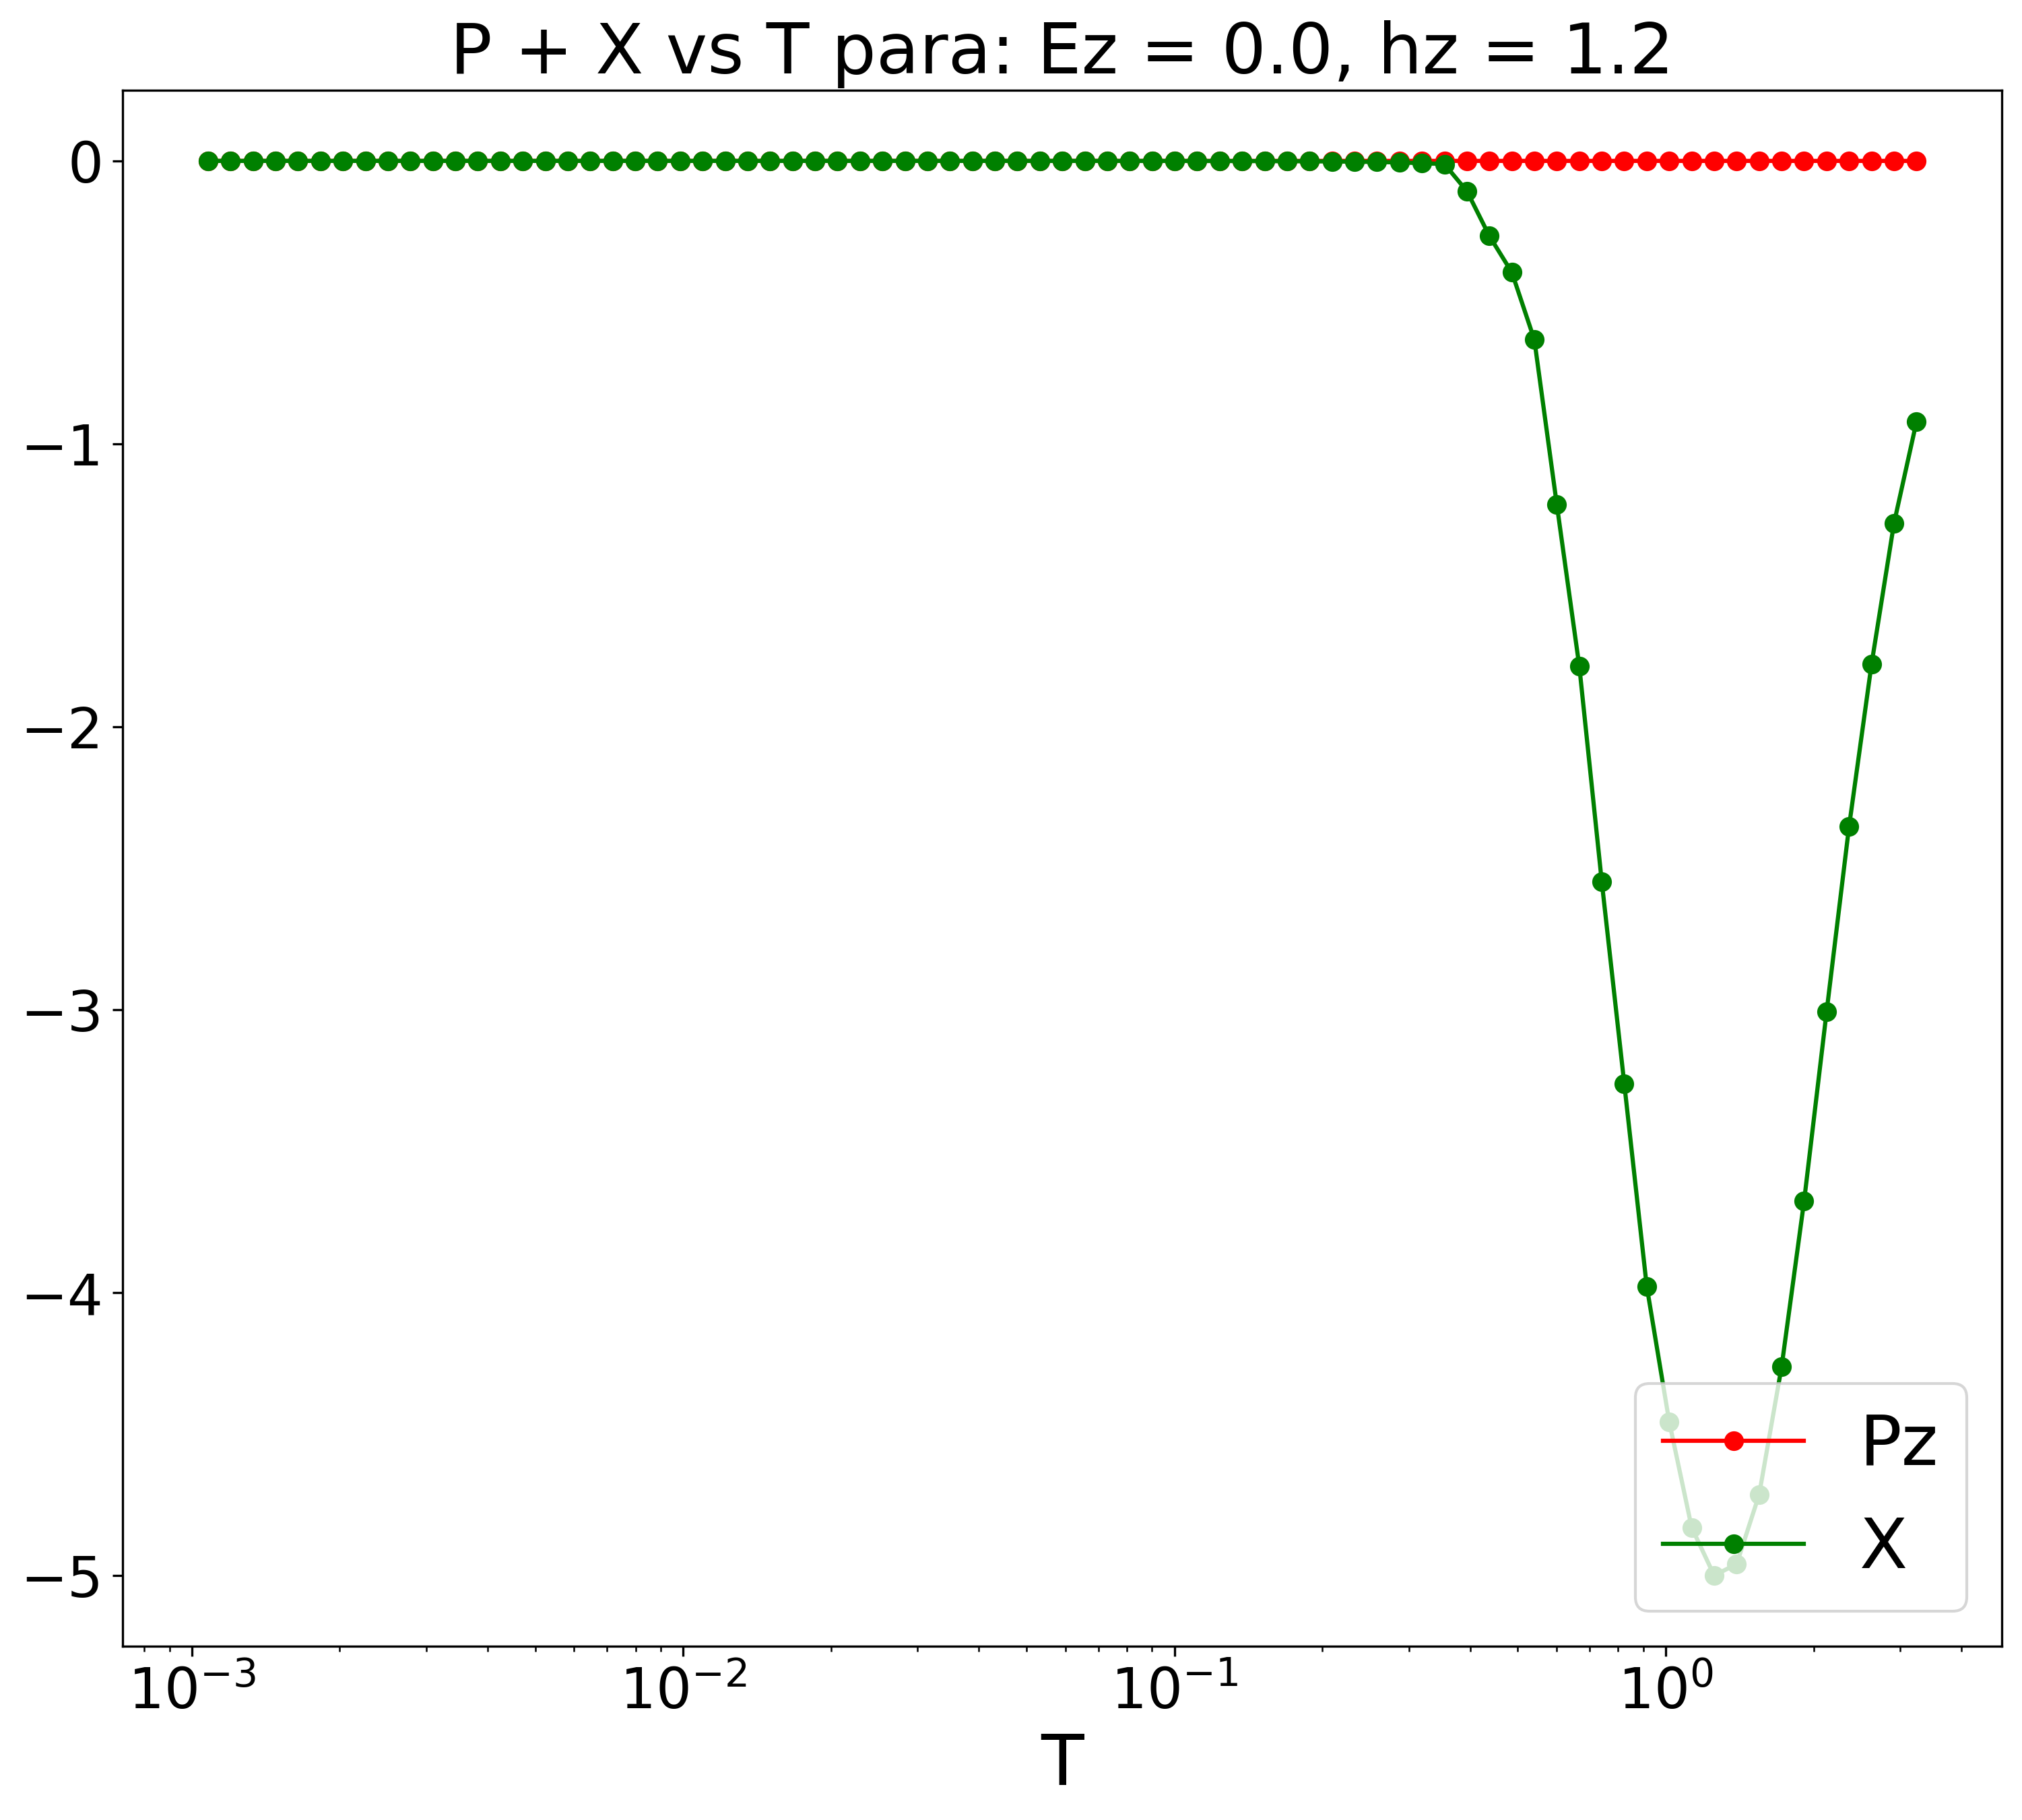 P + X vs T para: Ez = 0.0, hz = 1.2
0
−1
−2
−3
−4
−5
10⁻³ 10⁻² 10⁻¹ 10⁰
T
Pz
X